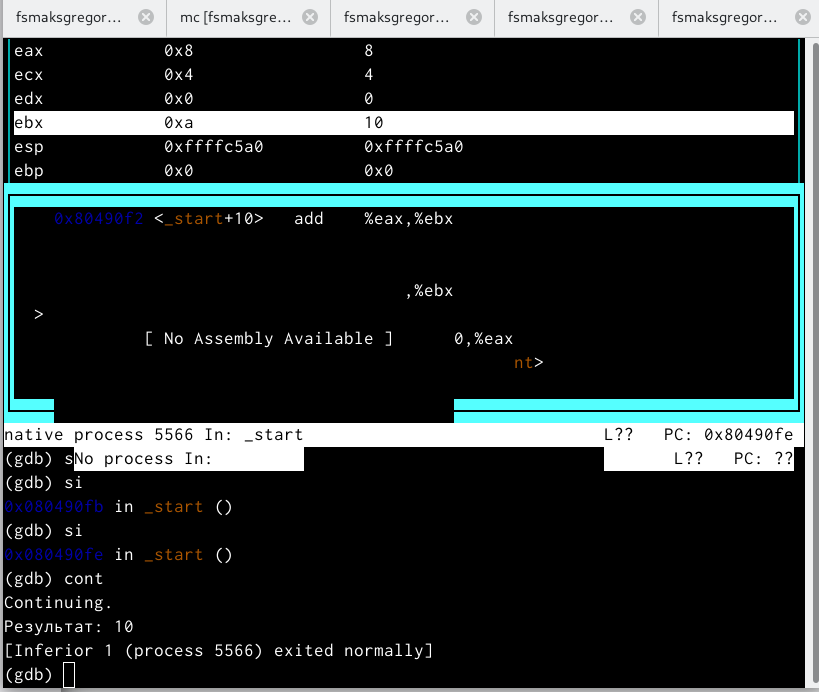 fsmaksgregor...
mc [fsmaksgre...
fsmaksgregor...
fsmaksgregor...
fsmaksgregor...
eax 0x8 8
ecx 0x4 4
edx 0x0 0
ebx 0xa 10
esp 0xffffc5a0 0xffffc5a0
ebp 0x0 0x0
0x80490f2 <_start+10> add %eax,%ebx
,%ebx
>
[ No Assembly Available ] 0,%eax
nt>
native process 5566 In: _start L?? PC: 0x80490fe
(gdb) sNo process In: L?? PC: ??
(gdb) si
0x080490fb in _start ()
(gdb) si
0x080490fe in _start ()
(gdb) cont
Continuing.
Результат: 10
[Inferior 1 (process 5566) exited normally]
(gdb)